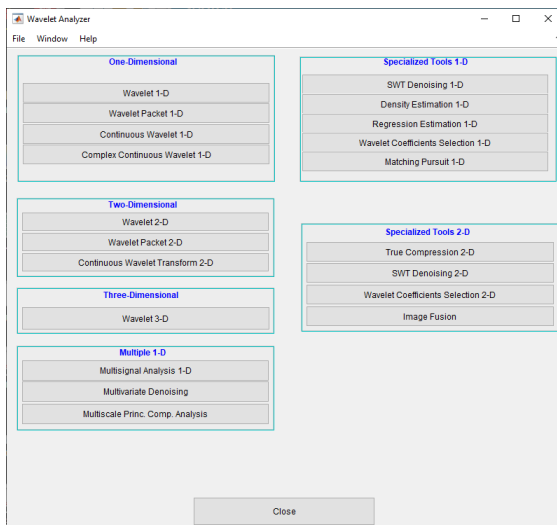 Wavelet Analyzer
File Window Help
One-Dimensional
Wavelet 1-D
Wavelet Packet 1-D
Continuous Wavelet 1-D
Complex Continuous Wavelet 1-D
Two-Dimensional
Wavelet 2-D
Wavelet Packet 2-D
Continuous Wavelet Transform 2-D
Three-Dimensional
Wavelet 3-D
Multiple 1-D
Multisignal Analysis 1-D
Multivariate Denoising
Multiscale Princ. Comp. Analysis
Specialized Tools 1-D
SWT Denoising 1-D
Density Estimation 1-D
Regression Estimation 1-D
Wavelet Coefficients Selection 1-D
Matching Pursuit 1-D
Specialized Tools 2-D
True Compression 2-D
SWT Denoising 2-D
Wavelet Coefficients Selection 2-D
Image Fusion
Close